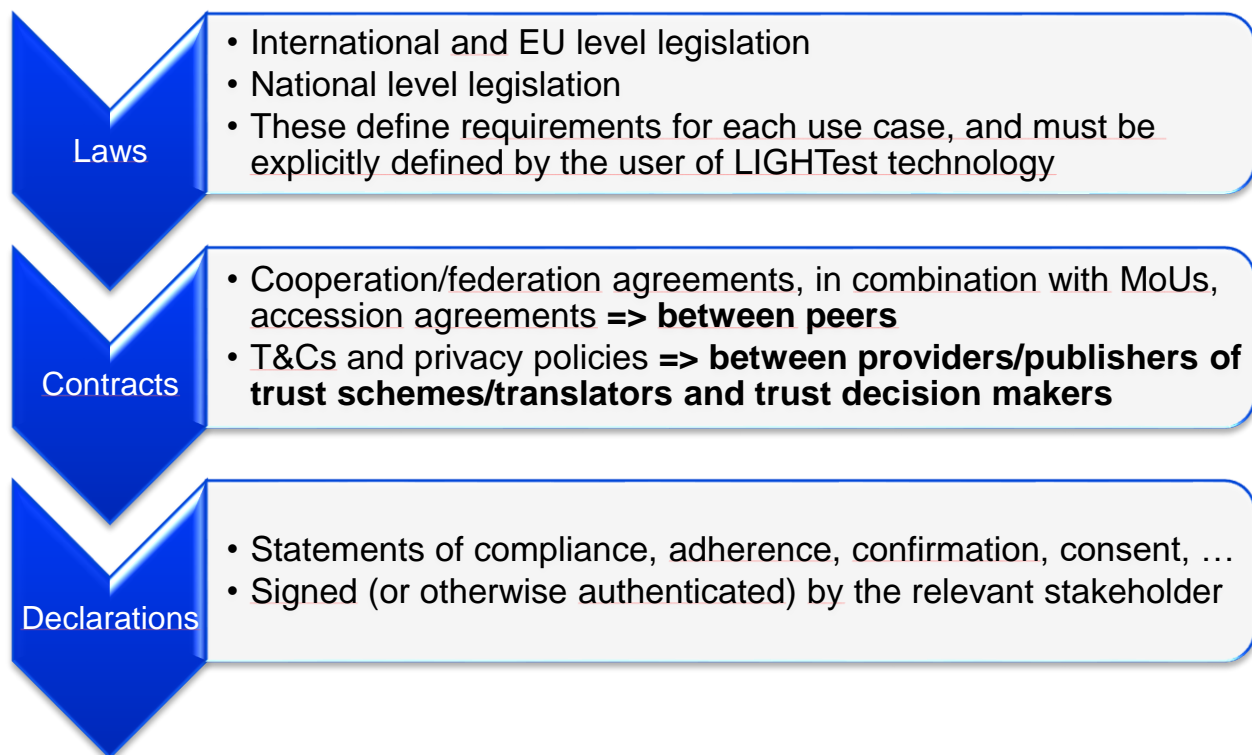 Laws
• International and EU level legislation
• National level legislation
• These define requirements for each use case, and must be
explicitly defined by the user of LIGHTest technology
Contracts
• Cooperation/federation agreements, in combination with MoUs,
accession agreements => between peers
• T&Cs and privacy policies => between providers/publishers of
trust schemes/translators and trust decision makers
Declarations
• Statements of compliance, adherence, confirmation, consent, …
• Signed (or otherwise authenticated) by the relevant stakeholder